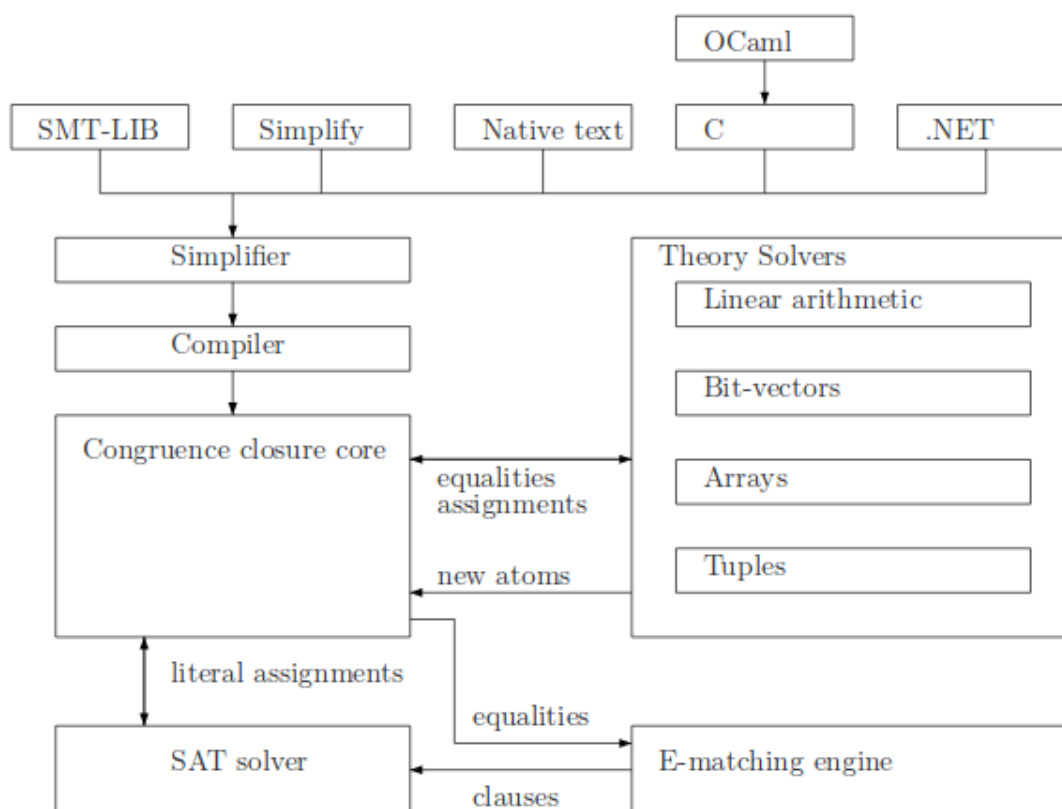 OCaml
SMT-LIB
Simplify
Native text
C
.NET
Simplifier
Theory Solvers
Linear arithmetic
Compiler
Bit-vectors
Congruence closure core
equalities
assignments
Arrays
new atoms
Tuples
literal assignments
equalities
SAT solver
E-matching engine
clauses